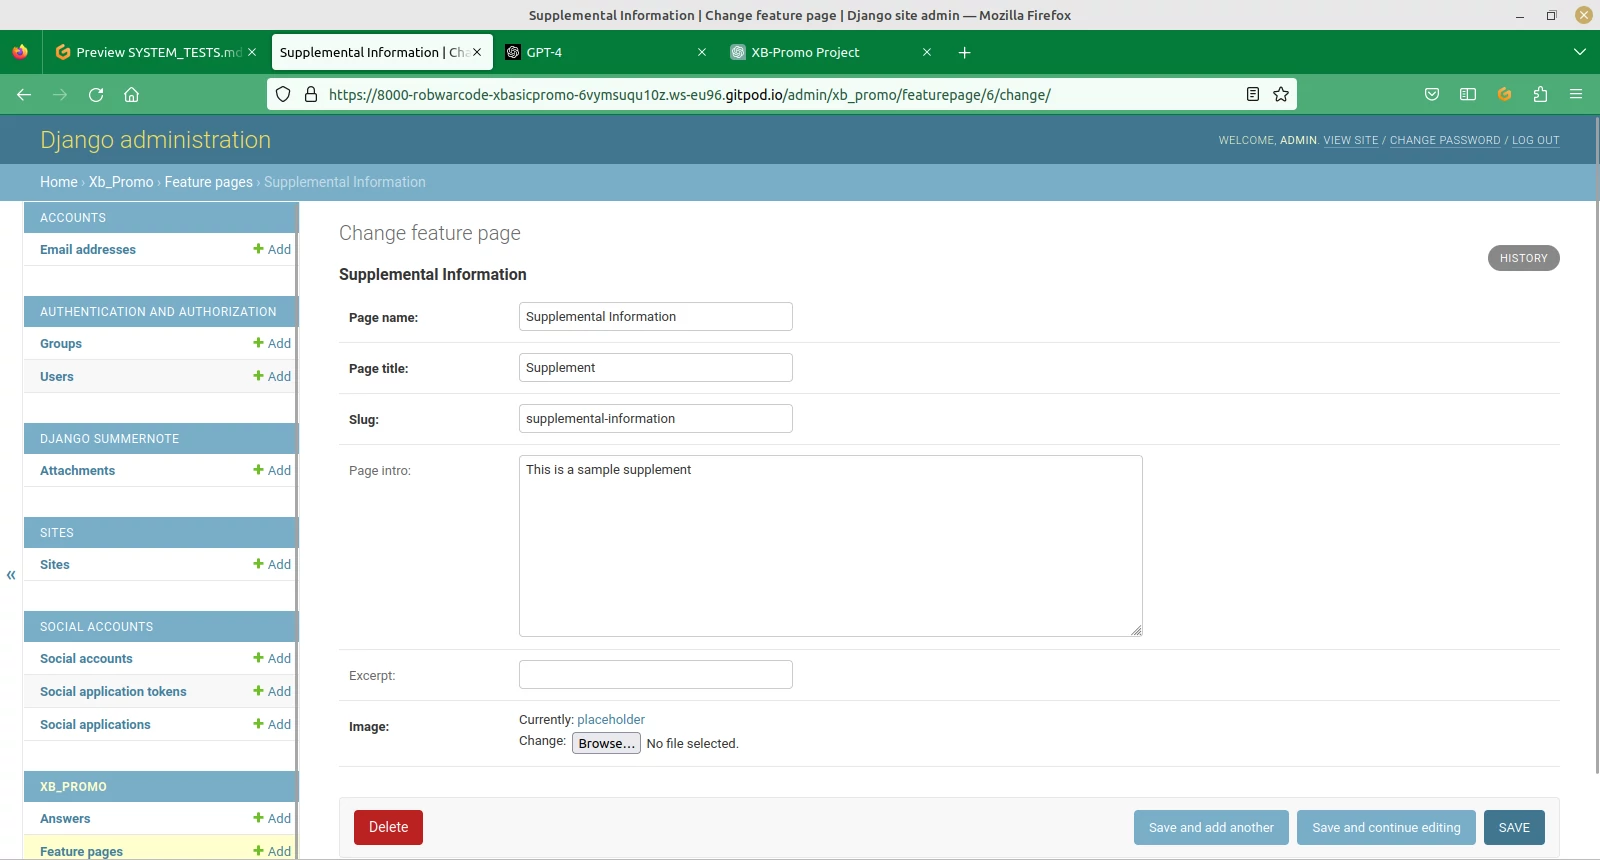 Supplemental Information | Change feature page | Django site admin — Mozilla Firefox
Preview SYSTEM_TESTS.md
Supplemental Information | Cha
GPT-4
XB-Promo Project
https://8000-robwarcode-xbasicpromo-6vymsuqu10z.ws-eu96.gitpod.io/admin/xb_promo/featurepage/6/change/
Django administration
WELCOME, ADMIN. VIEW SITE / CHANGE PASSWORD / LOG OUT
Home › Xb_Promo › Feature pages › Supplemental Information
ACCOUNTS
Email addresses + Add
AUTHENTICATION AND AUTHORIZATION
Groups + Add
Users + Add
DJANGO SUMMERNOTE
Attachments + Add
SITES
Sites + Add
SOCIAL ACCOUNTS
Social accounts + Add
Social application tokens + Add
Social applications + Add
XB_PROMO
Answers + Add
Feature pages + Add
«
Change feature page
HISTORY
Supplemental Information
Page name: Supplemental Information
Page title: Supplement
Slug: supplemental-information
Page intro: This is a sample supplement
Excerpt:
Image: Currently: placeholder
Change: Browse... No file selected.
Delete Save and add another Save and continue editing SAVE